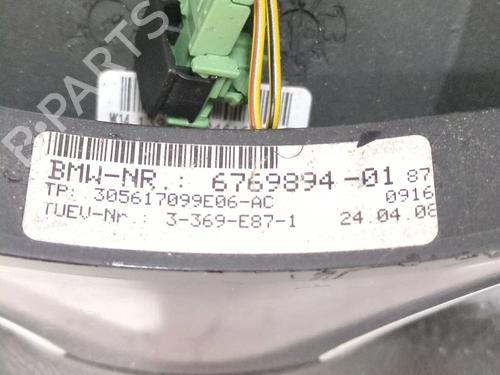 B-PARTS
BMW-NR.: 6769894-01 87
TP: 305617099E06-AC 0916
TUEV-Nr.: 3-369-E87-1 24.04.08